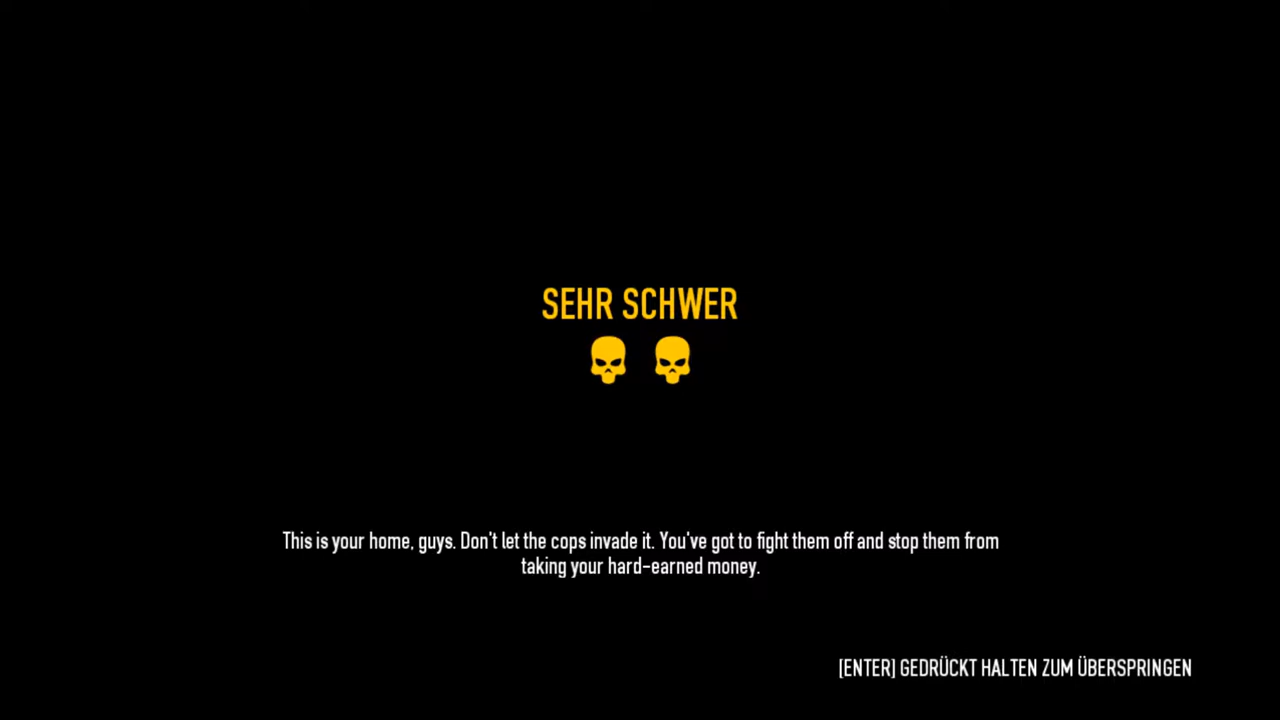 SEHR SCHWER
This is your home, guys. Don't let the cops invade it. You've got to fight them off and stop them from
taking your hard-earned money.
[ENTER] GEDRÜCKT HALTEN ZUM ÜBERSPRINGEN